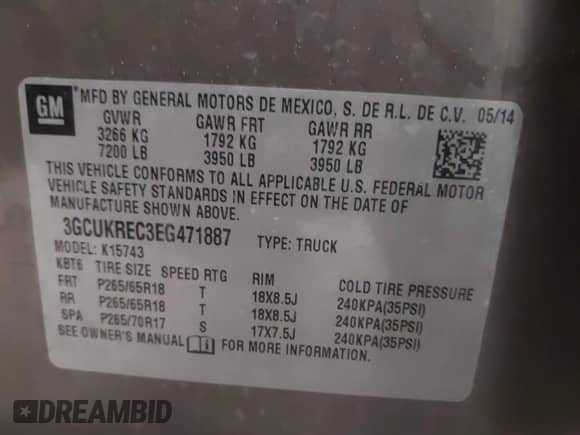 GM
*MFD BY GENERAL MOTORS DE MEXICO, S. DE R.L. DE C.V. 05/14
GVWR GAWR FRT GAWR RR
3266 KG 1792 KG 1792 KG
7200 LB 3950 LB 3950 LB
THIS VEHICLE CONFORMS TO ALL APPLICABLE U.S. FEDERAL MOTOR
VEHICLE SAFETY STANDARDS IN EFFECT ON THE DATE OF
MANUFACTURE SHOWN ABOVE.
3GCUKREC3EG471887 TYPE: TRUCK
MODEL: K15743
KBT6 TIRE SIZE SPEED RTG RIM COLD TIRE PRESSURE
FRT P265/65R18 T 18X8.5J 240KPA(35PSI)
RR P265/65R18 T 18X8.5J 240KPA(35PSI)
SPA P265/70R17 S 17X7.5J 240KPA(35PSI)
SEE OWNER'S MANUAL i FOR MORE INFORMATION.
DREAMBID